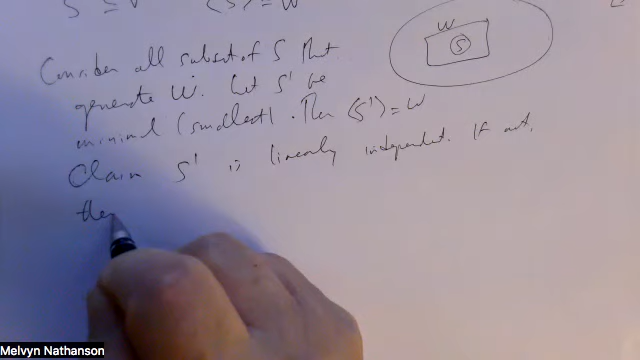 S ⊆ V ⟨S⟩ = W
W
S
Consider all subset of S that
generate W. Let S' be
minimal (smallest). Then ⟨S'⟩ = W
Claim S' is linearly independent. If not,
the
Melvyn Nathanson